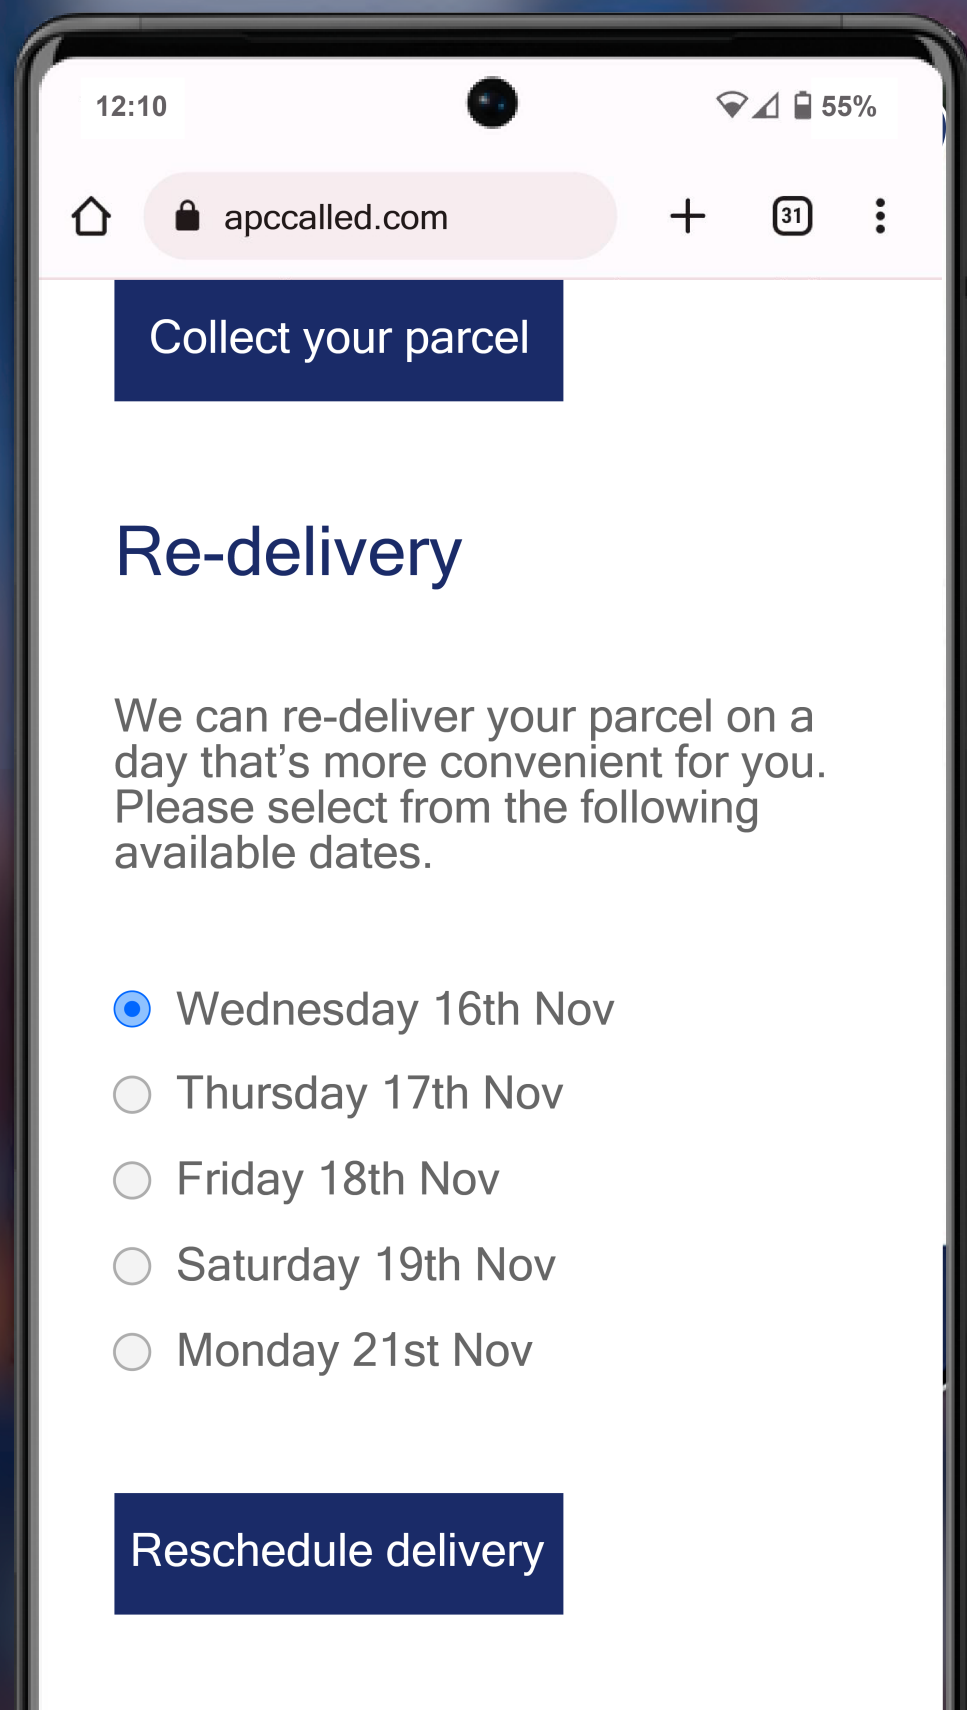 12:10
55%
apccalled.com
31
Collect your parcel
Re-delivery
We can re-deliver your parcel on a
day that’s more convenient for you.
Please select from the following
available dates.
Wednesday 16th Nov
Thursday 17th Nov
Friday 18th Nov
Saturday 19th Nov
Monday 21st Nov
Reschedule delivery